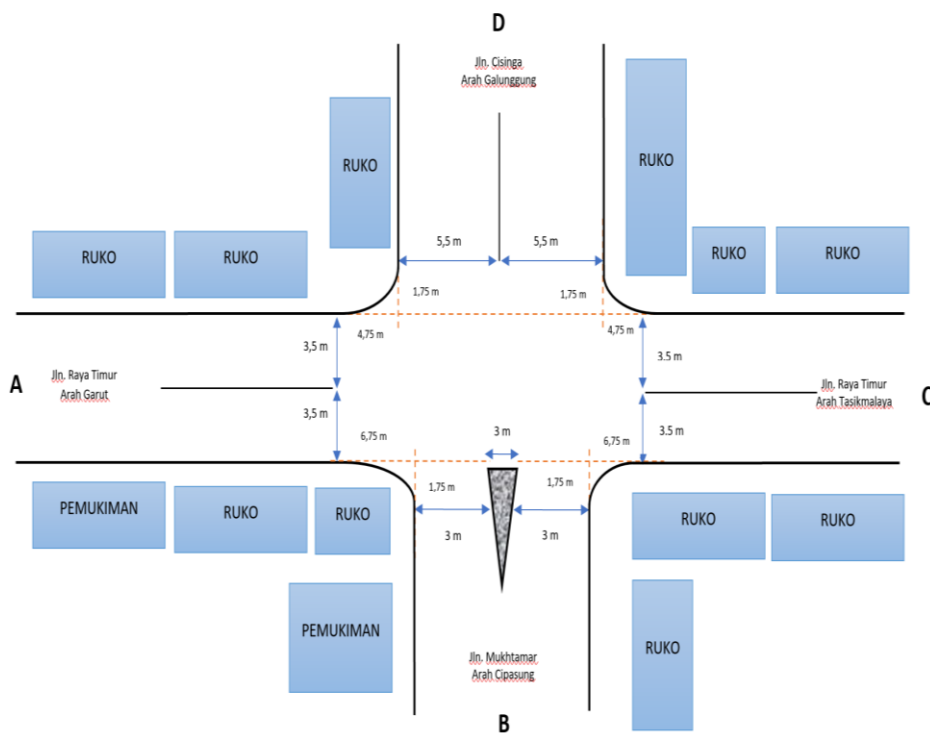 D
Jln. Cisinga
Arah Galunggung
RUKO
RUKO
RUKO
RUKO
RUKO
RUKO
5,5 m
5,5 m
1,75 m
1,75 m
4,75 m
4,75 m
3,5 m
3.5 m
A
Jln. Raya Timur
Arah Garut
Jln. Raya Timur
Arah Tasikmalaya
C
3,5 m
3.5 m
6,75 m
3 m
6,75 m
1,75 m
1,75 m
3 m
3 m
PEMUKIMAN
RUKO
RUKO
RUKO
RUKO
PEMUKIMAN
RUKO
Jln. Mukhtamar
Arah Cipasung
B